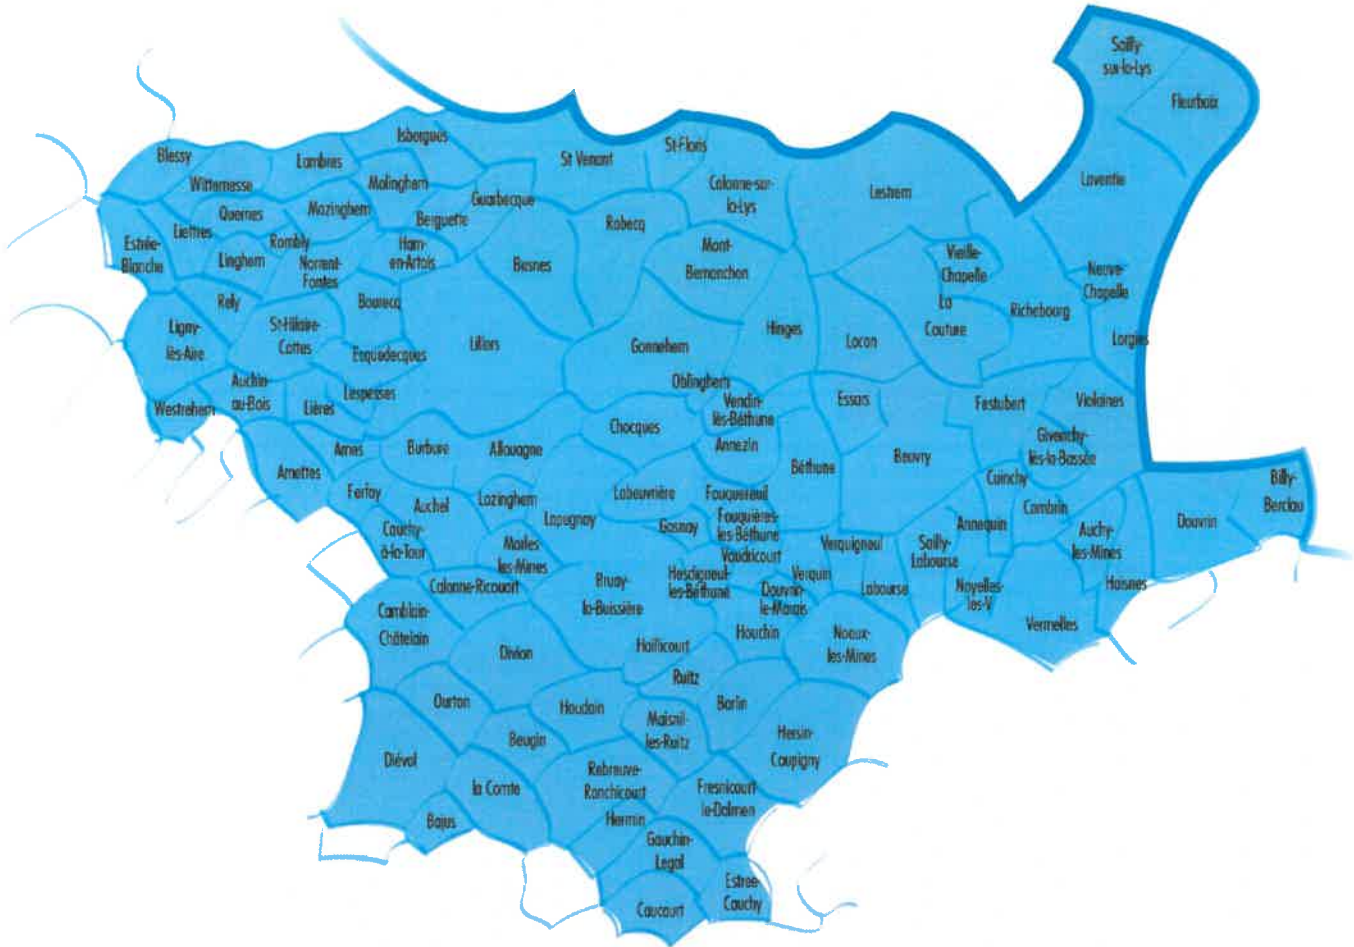 Sailly-
sur-la-Lys
Fleurbaix
Isbergues
St Venant
St-Floris
Blessy
Lambres
Witternesse
Molinghem
Guarbecque
Calonne-sur-
la-Lys
Lestrem
Laventie
Quernes
Mazinghem
Berguette
Robecq
Liettres
Rombly
Ham-
en-Artois
Mont-
Bernanchon
Estrée-
Blanche
Linghem
Norrent-
Fontes
Busnes
Vieille-
Chapelle
Neuve-
Chapelle
Rely
Bourecq
La
Couture
Richebourg
Ligny-
lès-Aire
St-Hilaire-
Cottes
Ecquedecques
Lillers
Gonnehem
Hinges
Locon
Lorgies
Auchin-
au-Bois
Lespesses
Oblinghem
Westrehem
Lières
Vendin-
lès-Béthune
Essars
Festubert
Violaines
Chocques
Annezin
Givenchy-
lès-la-Bassée
Ames
Burbure
Allouagne
Béthune
Beuvry
Amettes
Cuinchy
Billy-
Berclau
Ferfay
Auchel
Lozinghem
Labeuvrière
Fouquereuil
Cambrin
Douvrin
Lapugnoy
Gosnay
Fouquières-
les-Béthune
Annequin
Auchy-
les-Mines
Cauchy-
à-la-Tour
Marles
les-Mines
Vaudricourt
Verquigneul
Sailly-
Labourse
Calonne-Ricouart
Bruay-
la-Buissière
Hesdigneul-
les-Béthune
Verquin
Douvrin-
le-Marais
Labourse
Noyelles-
les-V
Haisnes
Camblain-
Châtelain
Houchin
Noeux-
les-Mines
Vermelles
Divion
Haillicourt
Ruitz
Ourton
Houdain
Barlin
Maisnil-
les-Ruitz
Beugin
Hersin-
Coupigny
Diéval
Rebreuve-
Ranchicourt
la Comté
Fresnicourt
le-Dolmen
Bajus
Hermin
Gauchin-
Legal
Estrée-
Cauchy
Caucourt